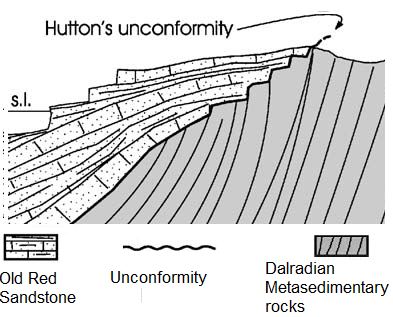 Hutton's unconformity
s.l.
Old Red
Sandstone
Unconformity
Dalradian
Metasedimentary
rocks